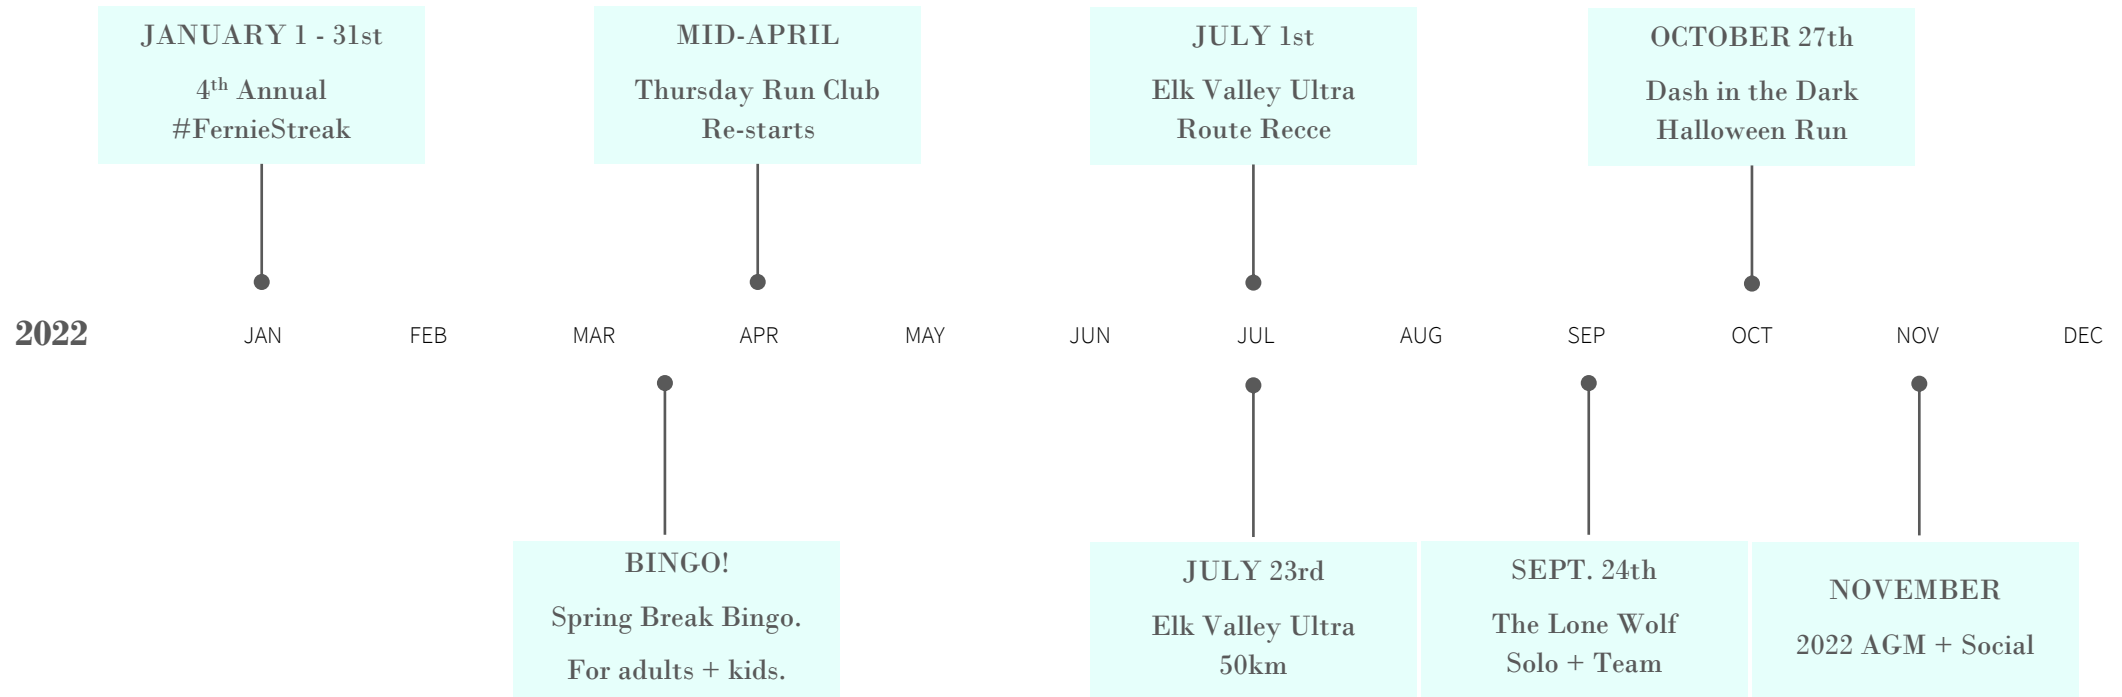 JANUARY 1 - 31st
4th Annual
#FernieStreak
MID-APRIL
Thursday Run Club
Re-starts
JULY 1st
Elk Valley Ultra
Route Recce
OCTOBER 27th
Dash in the Dark
Halloween Run
2022 JAN FEB MAR APR MAY JUN JUL AUG SEP OCT NOV DEC
BINGO!
Spring Break Bingo.
For adults + kids.
JULY 23rd
Elk Valley Ultra
50km
SEPT. 24th
The Lone Wolf
Solo + Team
NOVEMBER
2022 AGM + Social